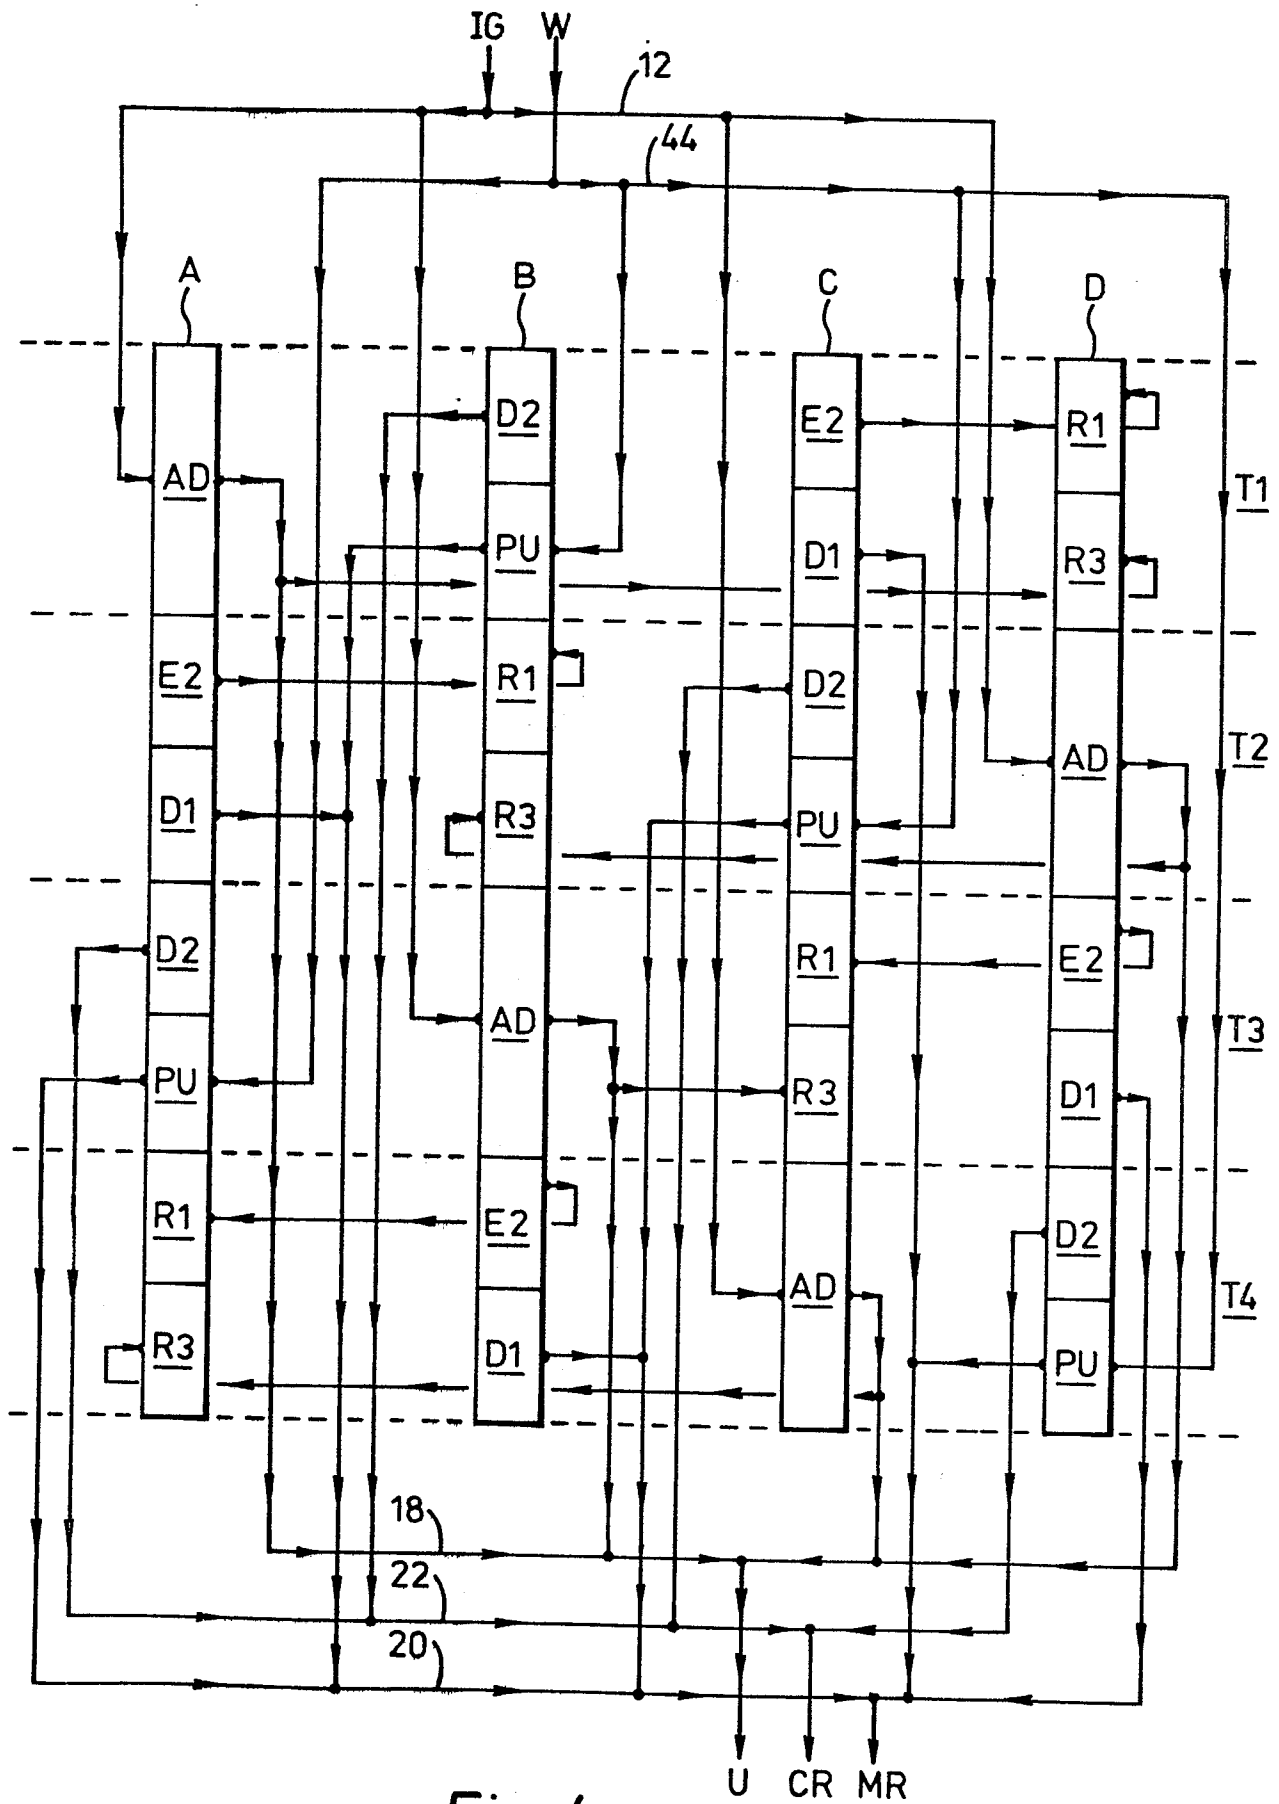 IG W
12
44
A B C D
D2 E2 R1
AD T1
PU D1 R3
E2 R1 D2
T2
D1 R3 PU AD
D2 R1 E2
AD T3
PU R3 D1
R1 E2 D2
AD T4
R3 D1 PU
18
22
20
U CR MR